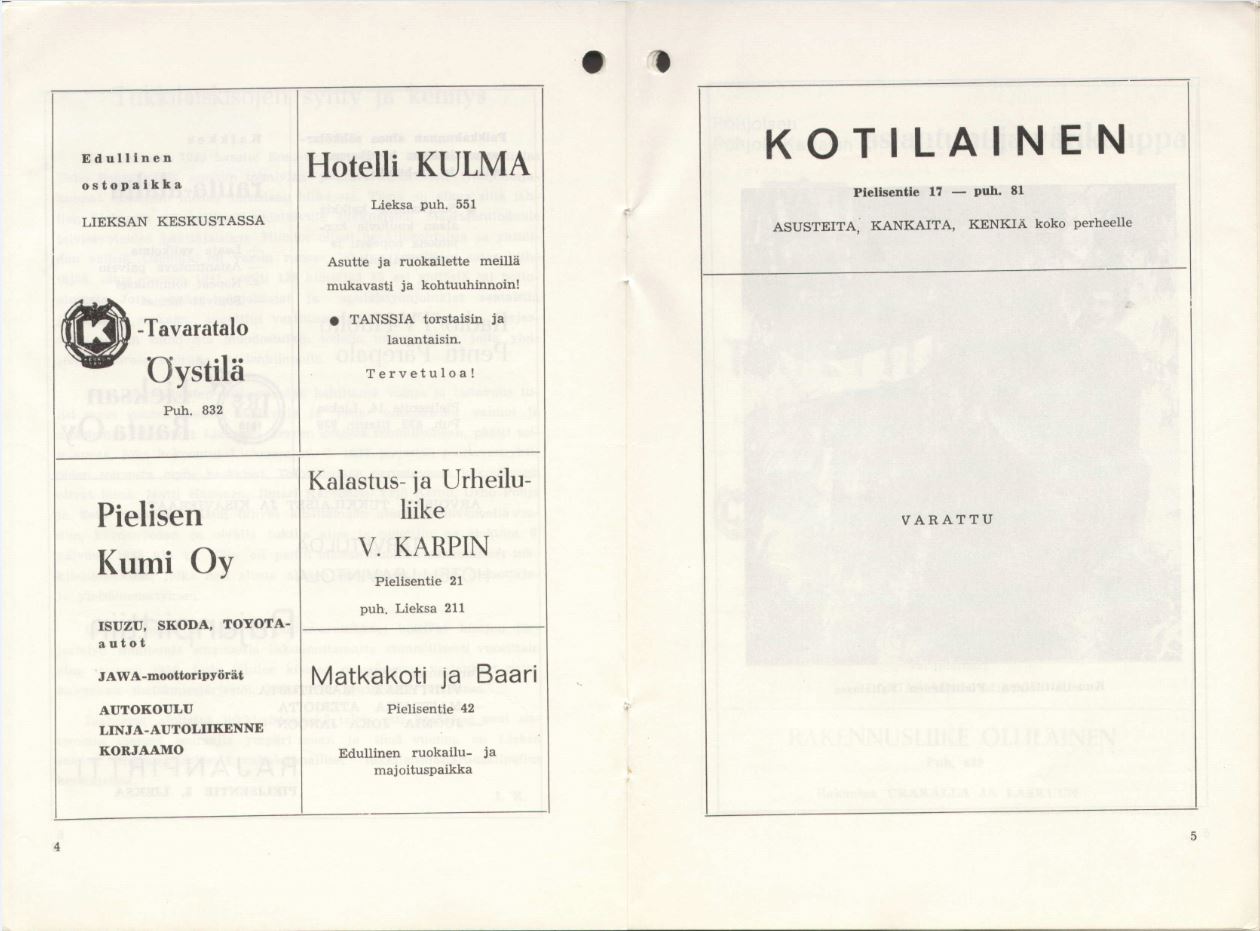 Edullinen
ostopaikka
LIEKSAN KESKUSTASSA
K
-Tavaratalo
Öystilä
Puh. 832
Hotelli KULMA
Lieksa puh. 551
Asutte ja ruokailette meillä
mukavasti ja kohtuuhinnoin!
● TANSSIA torstaisin ja
lauantaisin.
Tervetuloa!
Pielisen
Kumi Oy
ISUZU, SKODA, TOYOTA-
autot
JAWA-moottoripyörät
AUTOKOULU
LINJA-AUTOLIIKENNE
KORJAAMO
Kalastus- ja Urheilu-
liike
V. KARPIN
Pielisentie 21
puh. Lieksa 211
Matkakoti ja Baari
Pielisentie 42
Edullinen ruokailu- ja
majoituspaikka
4
KOTILAINEN
Pielisentie 17 — puh. 81
ASUSTEITA, KANKAITA, KENKIÄ koko perheelle
VARATTU
5